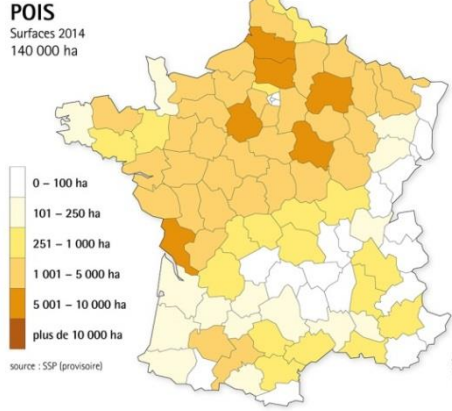 POIS
Surfaces 2014
140 000 ha
0 – 100 ha
101 – 250 ha
251 – 1 000 ha
1 001 – 5 000 ha
5 001 – 10 000 ha
plus de 10 000 ha
source : SSP (provisoire)